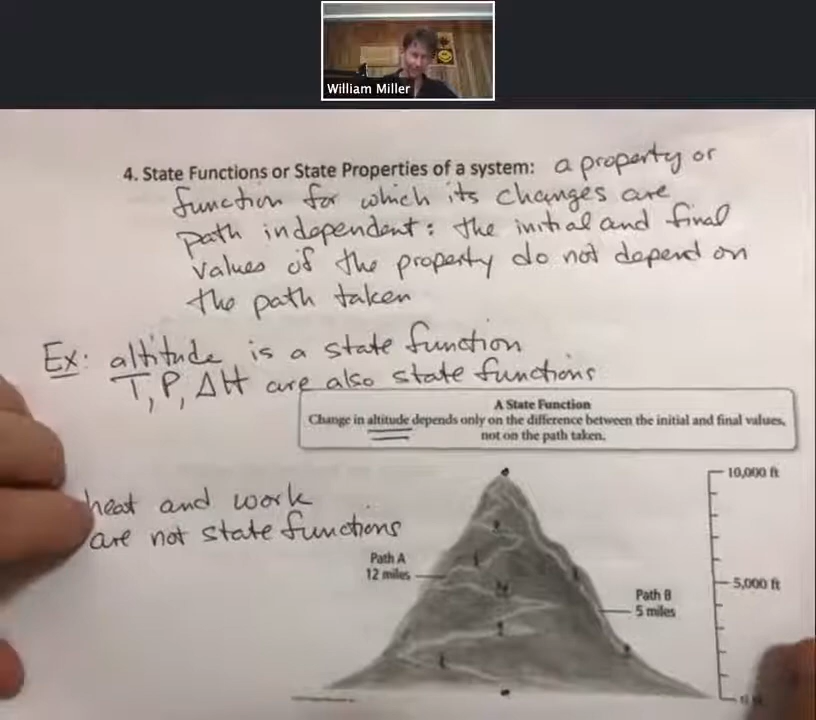 William Miller
4. State Functions or State Properties of a system: a property or
function for which its changes are
path independent: the initial and final
values of the property do not depend on
the path taken
Ex: altitude is a state function
T, P, ΔH are also state functions
A State Function
Change in altitude depends only on the difference between the initial and final values,
not on the path taken.
heat and work
are not state functions
10,000 ft
Path A
12 miles
5,000 ft
Path B
5 miles